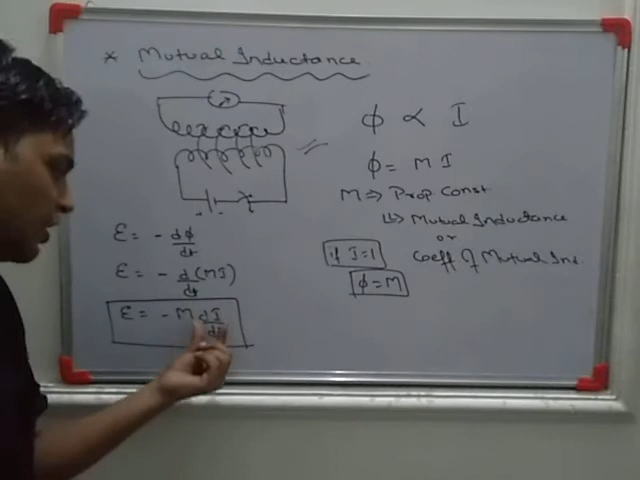 * Mutual Inductance
φ ∝ I
φ = M I
M ⇒ Prop Const
↳ Mutual Inductance
or
Coeff of Mutual Ind.
if I=1
φ = M
ε = - dφ/dt
ε = - d(MI)/dt
ε = - M dI/dt